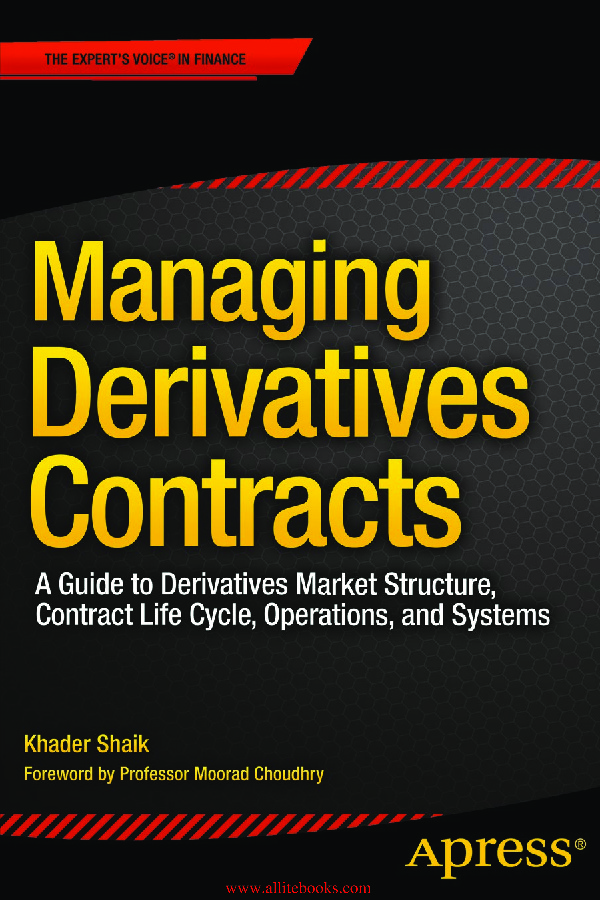 THE EXPERT'S VOICE® IN FINANCE
Managing
Derivatives
Contracts
A Guide to Derivatives Market Structure,
Contract Life Cycle, Operations, and Systems
Khader Shaik
Foreword by Professor Moorad Choudhry
Apress®
www.allitebooks.com